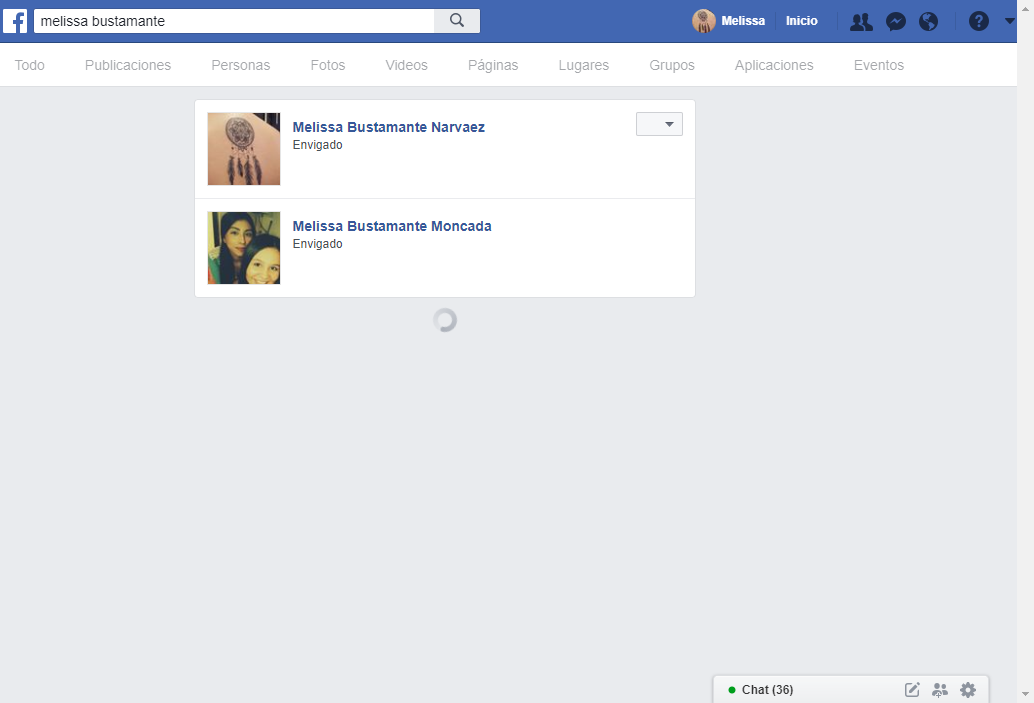 melissa bustamante
Melissa Inicio
Todo Publicaciones Personas Fotos Videos Páginas Lugares Grupos Aplicaciones Eventos
Melissa Bustamante Narvaez
Envigado
Melissa Bustamante Moncada
Envigado
Chat (36)